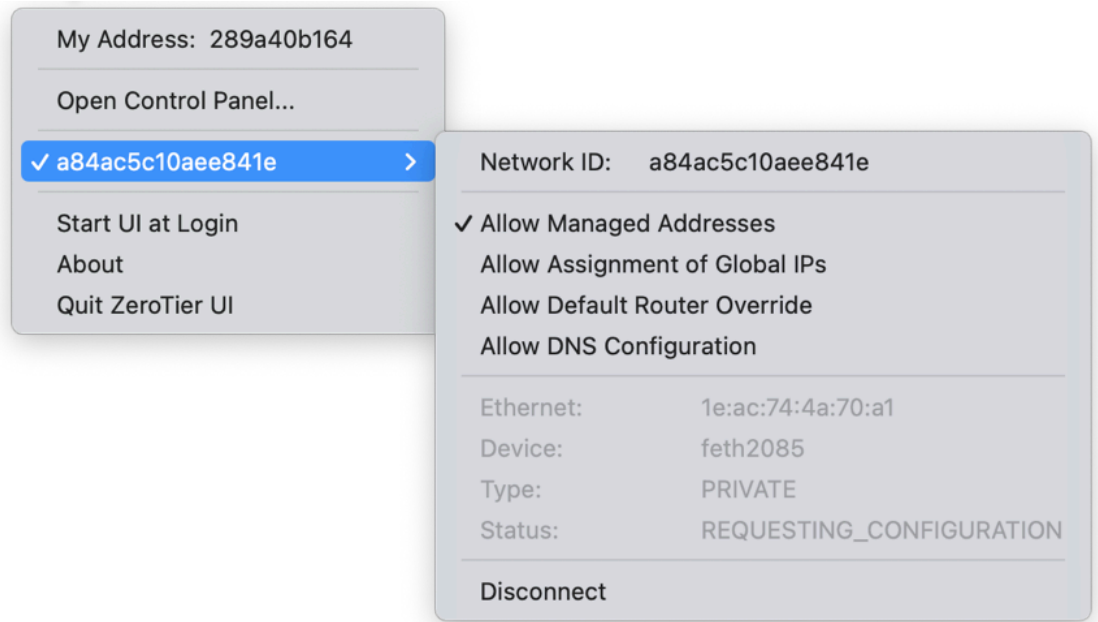 My Address: 289a40b164
Open Control Panel...
✓ a84ac5c10aee841e >
Start UI at Login
About
Quit ZeroTier UI
Network ID: a84ac5c10aee841e
✓ Allow Managed Addresses
Allow Assignment of Global IPs
Allow Default Router Override
Allow DNS Configuration
Ethernet: 1e:ac:74:4a:70:a1
Device: feth2085
Type: PRIVATE
Status: REQUESTING_CONFIGURATION
Disconnect